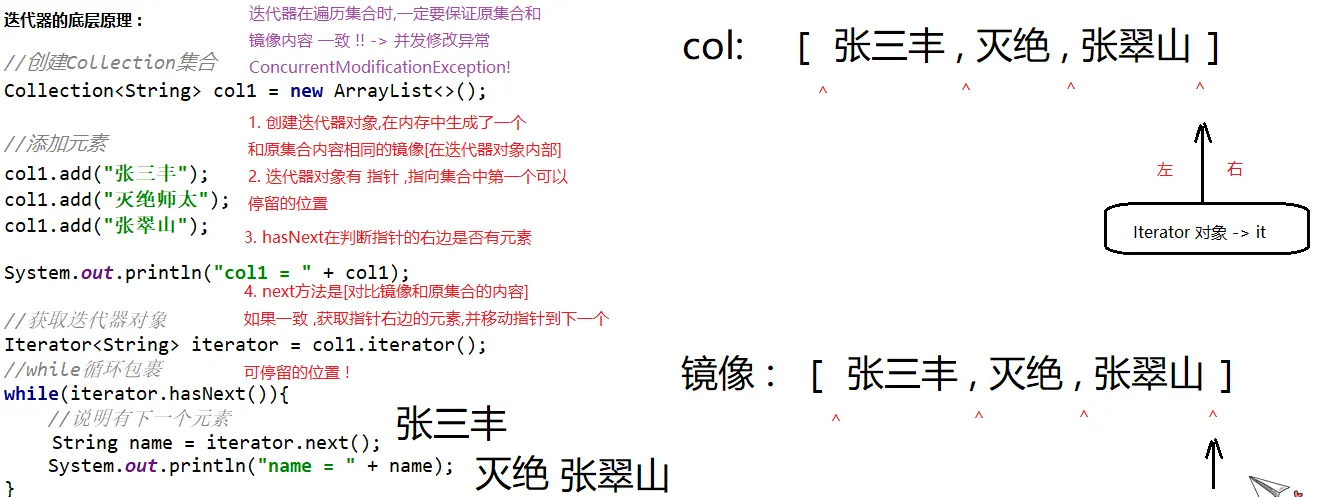 迭代器的底层原理：
迭代器在遍历集合时,一定要保证原集合和
镜像内容 一致 !! -> 并发修改异常
ConcurrentModificationException!
//创建Collection集合
Collection<String> col1 = new ArrayList<>();
1. 创建迭代器对象,在内存中生成了一个
和原集合内容相同的镜像[在迭代器对象内部]
//添加元素
col1.add("张三丰");
col1.add("灭绝师太");
col1.add("张翠山");
2. 迭代器对象有 指针 ,指向集合中第一个可以
停留的位置
3. hasNext在判断指针的右边是否有元素
System.out.println("col1 = " + col1);
4. next方法是[对比镜像和原集合的内容]
如果一致 ,获取指针右边的元素,并移动指针到下一个
可停留的位置 !
//获取迭代器对象
Iterator<String> iterator = col1.iterator();
//while循环包裹
while(iterator.hasNext()){
//说明有下一个元素
String name = iterator.next();
System.out.println("name = " + name);
}
张三丰
灭绝 张翠山
col: [ 张三丰 , 灭绝 , 张翠山 ]
^ ^ ^ ^
左 右
Iterator 对象 -> it
镜像 : [ 张三丰 , 灭绝 , 张翠山 ]
^ ^ ^ ^